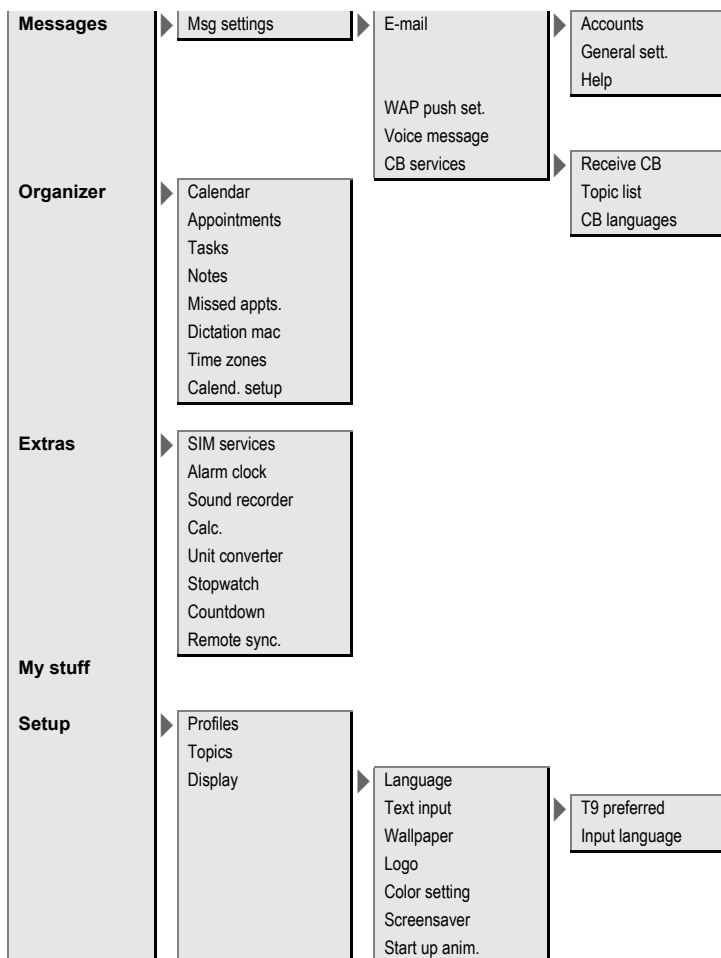 Messages
Msg settings
E-mail
Accounts
General sett.
Help
WAP push set.
Voice message
CB services
Receive CB
Topic list
CB languages
Organizer
Calendar
Appointments
Tasks
Notes
Missed appts.
Dictation mac
Time zones
Calend. setup
Extras
SIM services
Alarm clock
Sound recorder
Calc.
Unit converter
Stopwatch
Countdown
Remote sync.
My stuff
Setup
Profiles
Topics
Display
Language
Text input
T9 preferred
Input language
Wallpaper
Logo
Color setting
Screensaver
Start up anim.